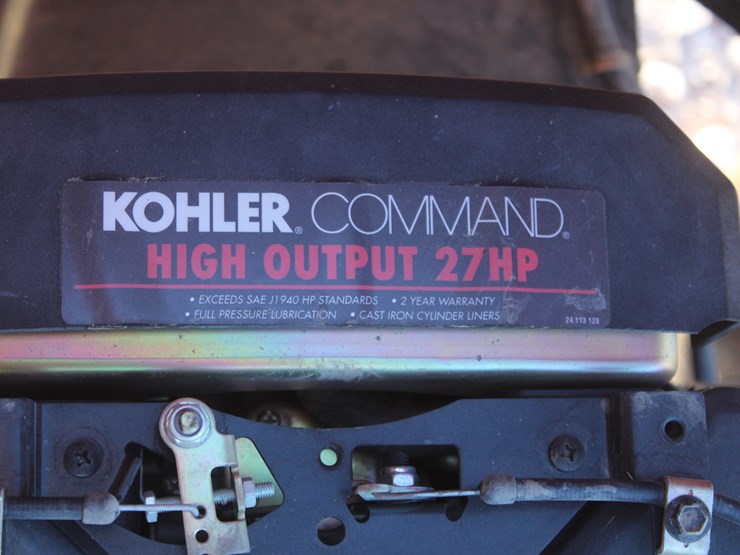 KOHLER® COMMAND®
HIGH OUTPUT 27HP
• EXCEEDS SAE J1940 HP STANDARDS • 2 YEAR WARRANTY
• FULL PRESSURE LUBRICATION • CAST IRON CYLINDER LINERS
24 113 128